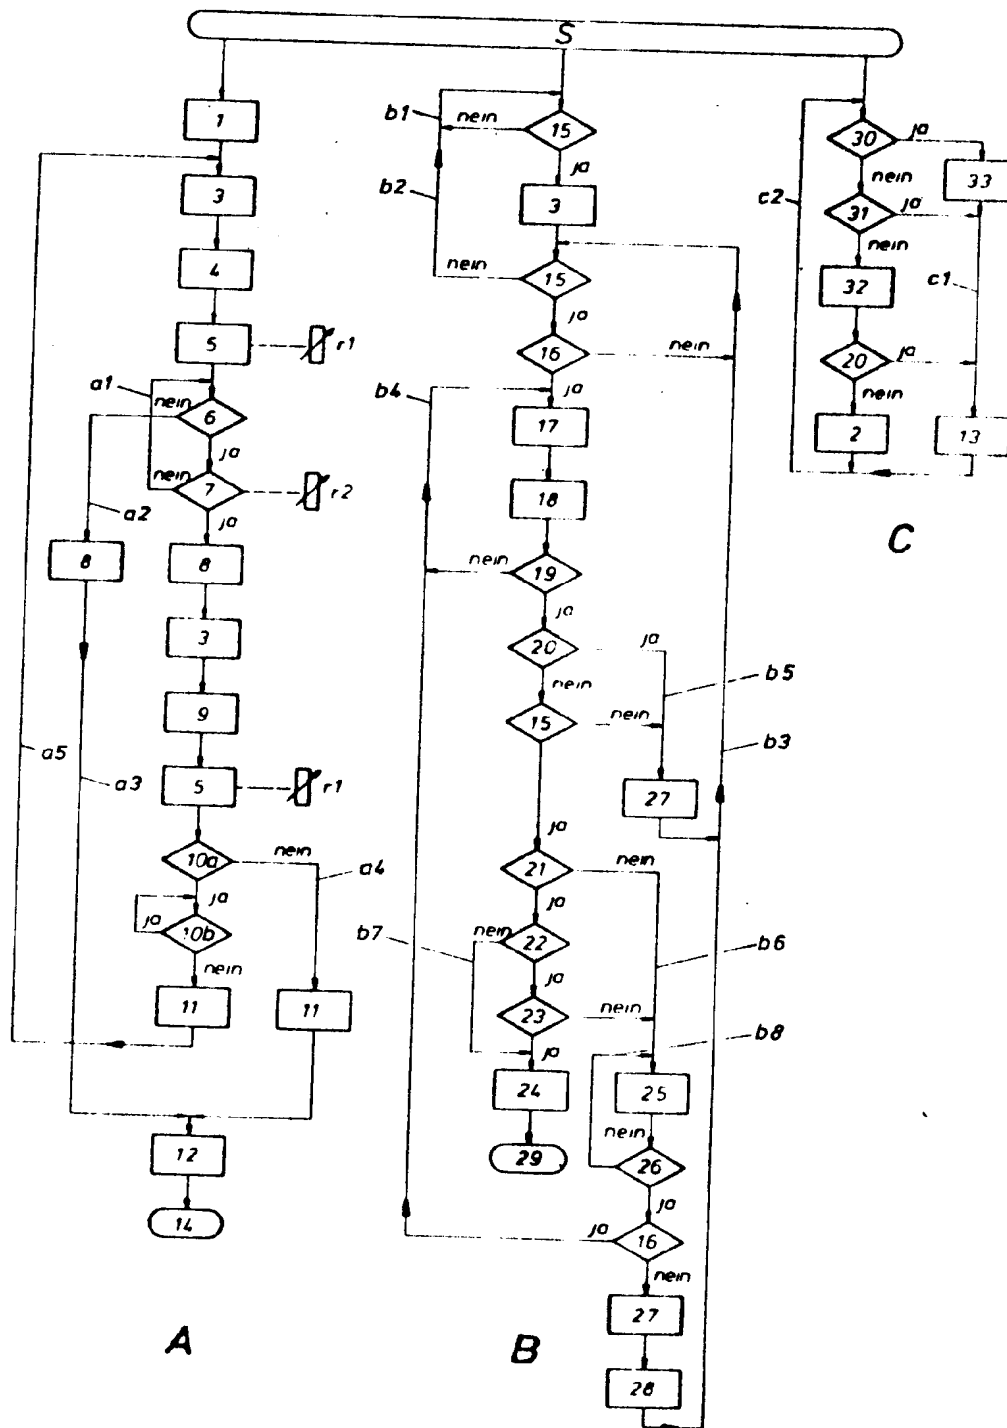 S
1
3
4
5
r1
a1
nein
6
ja
nein
7
r2
a2
ja
8
8
3
9
a5
a3
5
r1
10a
nein
a4
ja
ja
10b
nein
11
11
12
14
A
b1
nein
15
ja
b2
3
nein
15
ja
16
nein
b4
ja
17
18
nein
19
ja
20
ja
nein
b5
15
nein
b3
27
ja
21
nein
ja
b7
nein
22
b6
ja
23
nein
b8
ja
24
25
nein
29
26
ja
ja
16
nein
27
28
B
30
ja
nein
33
c2
31
ja
nein
32
c1
20
ja
nein
2
13
C